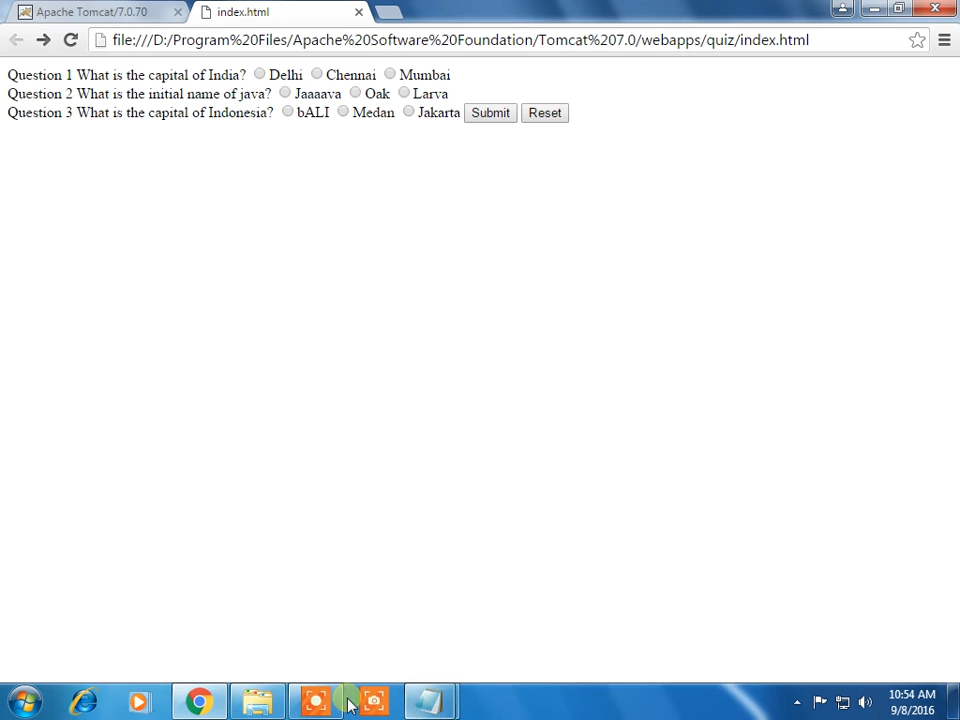 Apache Tomcat/7.0.70
index.html
file:///D:/Program%20Files/Apache%20Software%20Foundation/Tomcat%207.0/webapps/quiz/index.html
Question 1 What is the capital of India? Delhi Chennai Mumbai
Question 2 What is the initial name of java? Jaaaava Oak Larva
Question 3 What is the capital of Indonesia? bALI Medan Jakarta Submit Reset
10:54 AM
9/8/2016